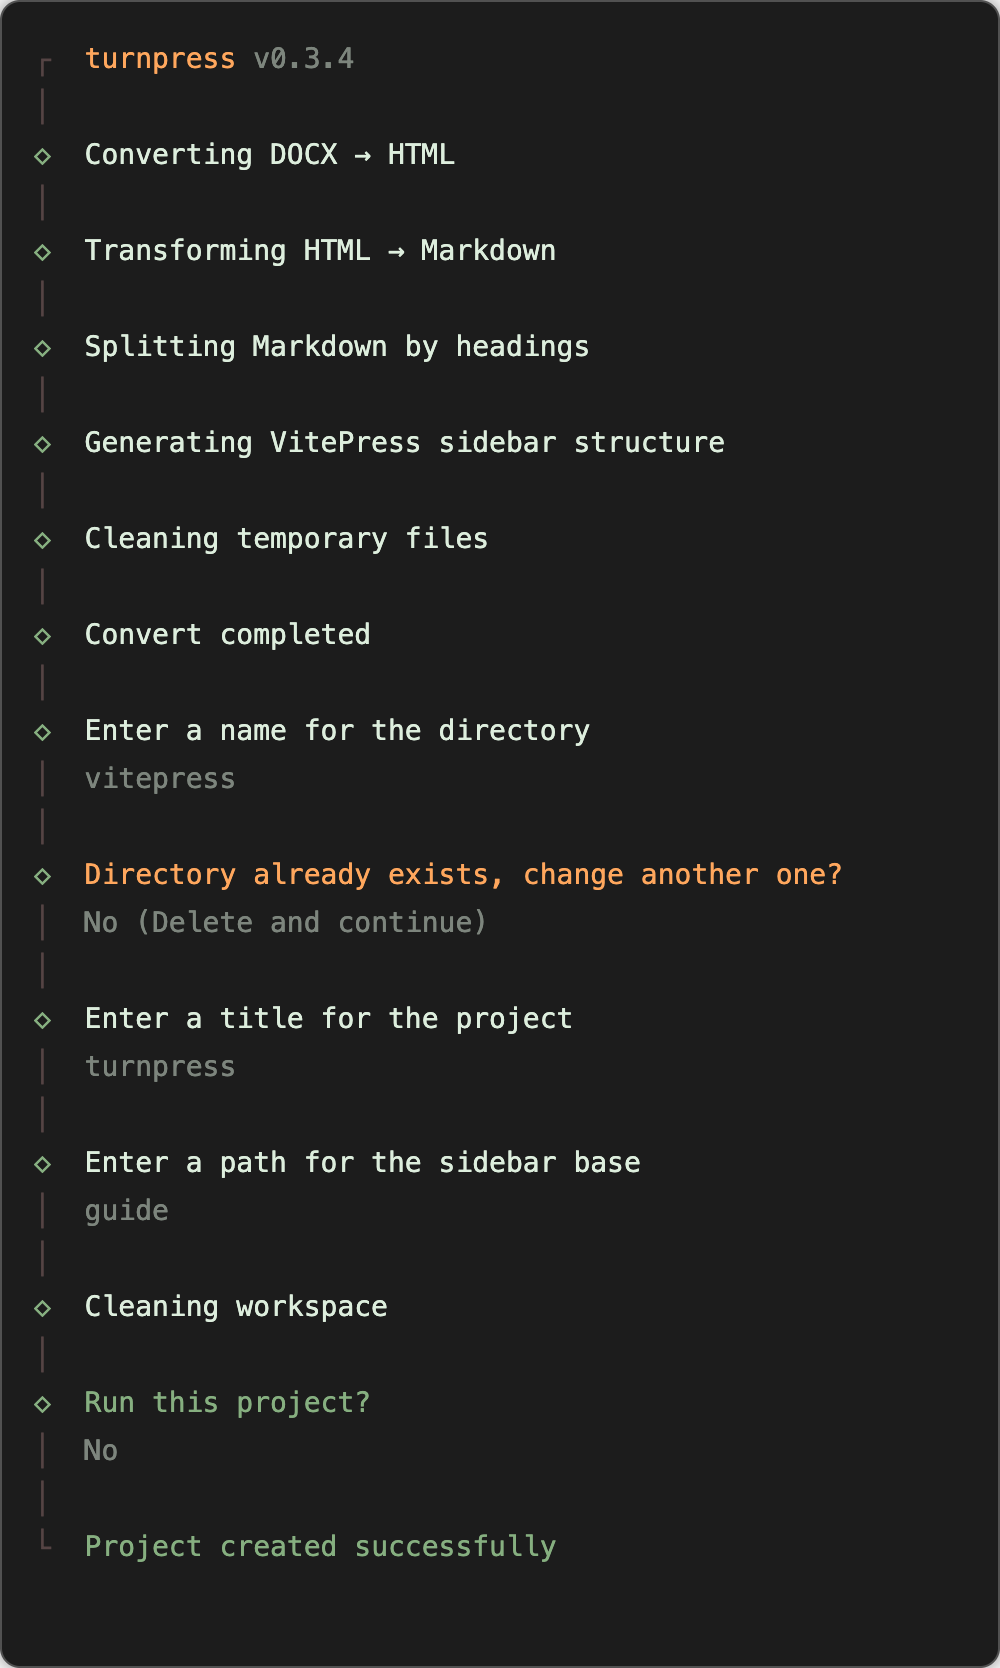 turnpress v0.3.4
Converting DOCX → HTML
Transforming HTML → Markdown
Splitting Markdown by headings
Generating VitePress sidebar structure
Cleaning temporary files
Convert completed
Enter a name for the directory
vitepress
Directory already exists, change another one?
No (Delete and continue)
Enter a title for the project
turnpress
Enter a path for the sidebar base
guide
Cleaning workspace
Run this project?
No
Project created successfully